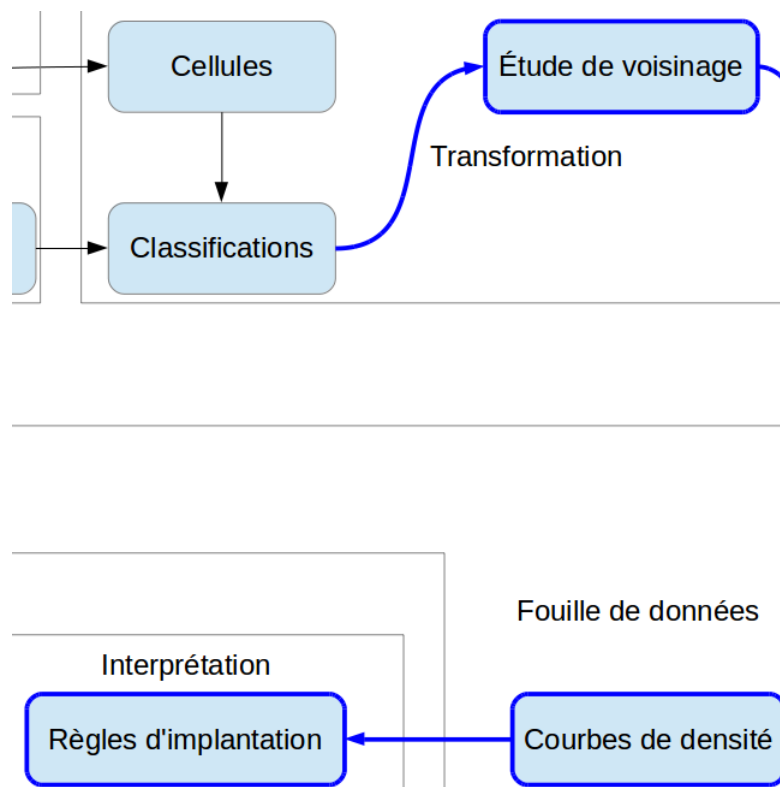 Cellules
Étude de voisinage
Transformation
Classifications
Fouille de données
Interprétation
Règles d'implantation
Courbes de densité